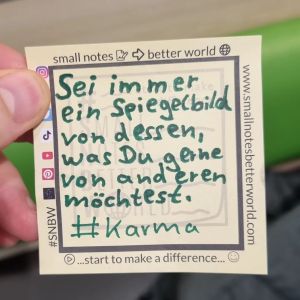 small notes better world
Sei immer
ein Spiegelbild
von dessen,
was Du gerne
von anderen
möchtest.
#Karma
...start to make a difference...
#SNBW
www.smallnotesbetterworld.com